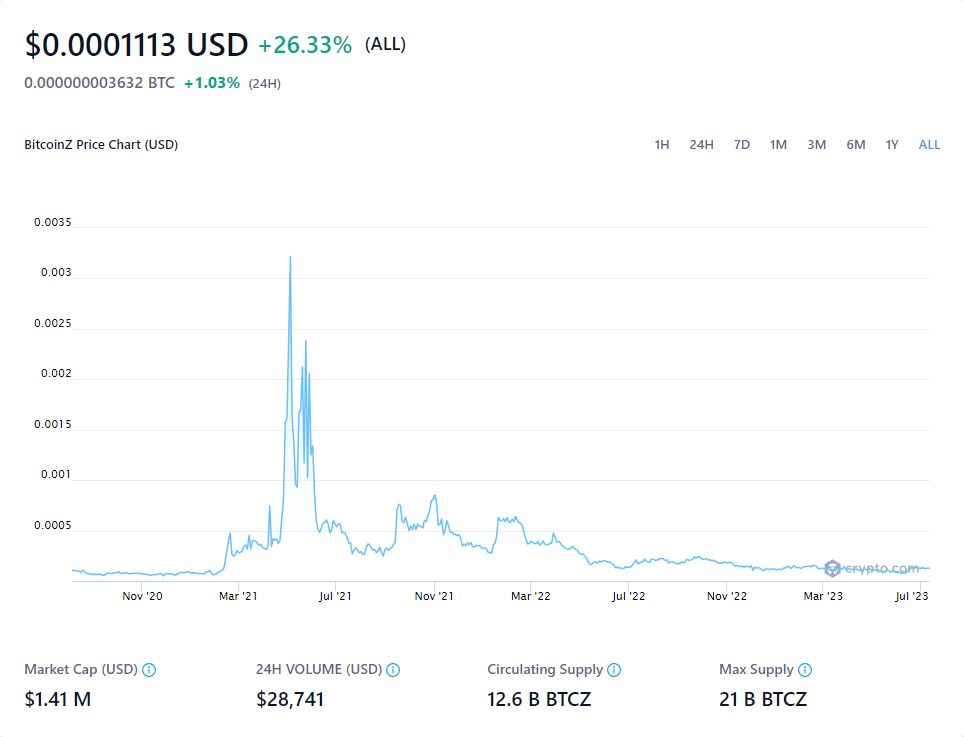 $0.0001113 USD +26.33% (ALL)
0.000000003632 BTC +1.03% (24H)
BitcoinZ Price Chart (USD) 1H 24H 7D 1M 3M 6M 1Y ALL
0.0035
0.003
0.0025
0.002
0.0015
0.001
0.0005
crypto.com
Nov '20 Mar '21 Jul '21 Nov '21 Mar '22 Jul '22 Nov '22 Mar '23 Jul '23
Market Cap (USD) 24H VOLUME (USD) Circulating Supply Max Supply
$1.41 M $28,741 12.6 B BTCZ 21 B BTCZ